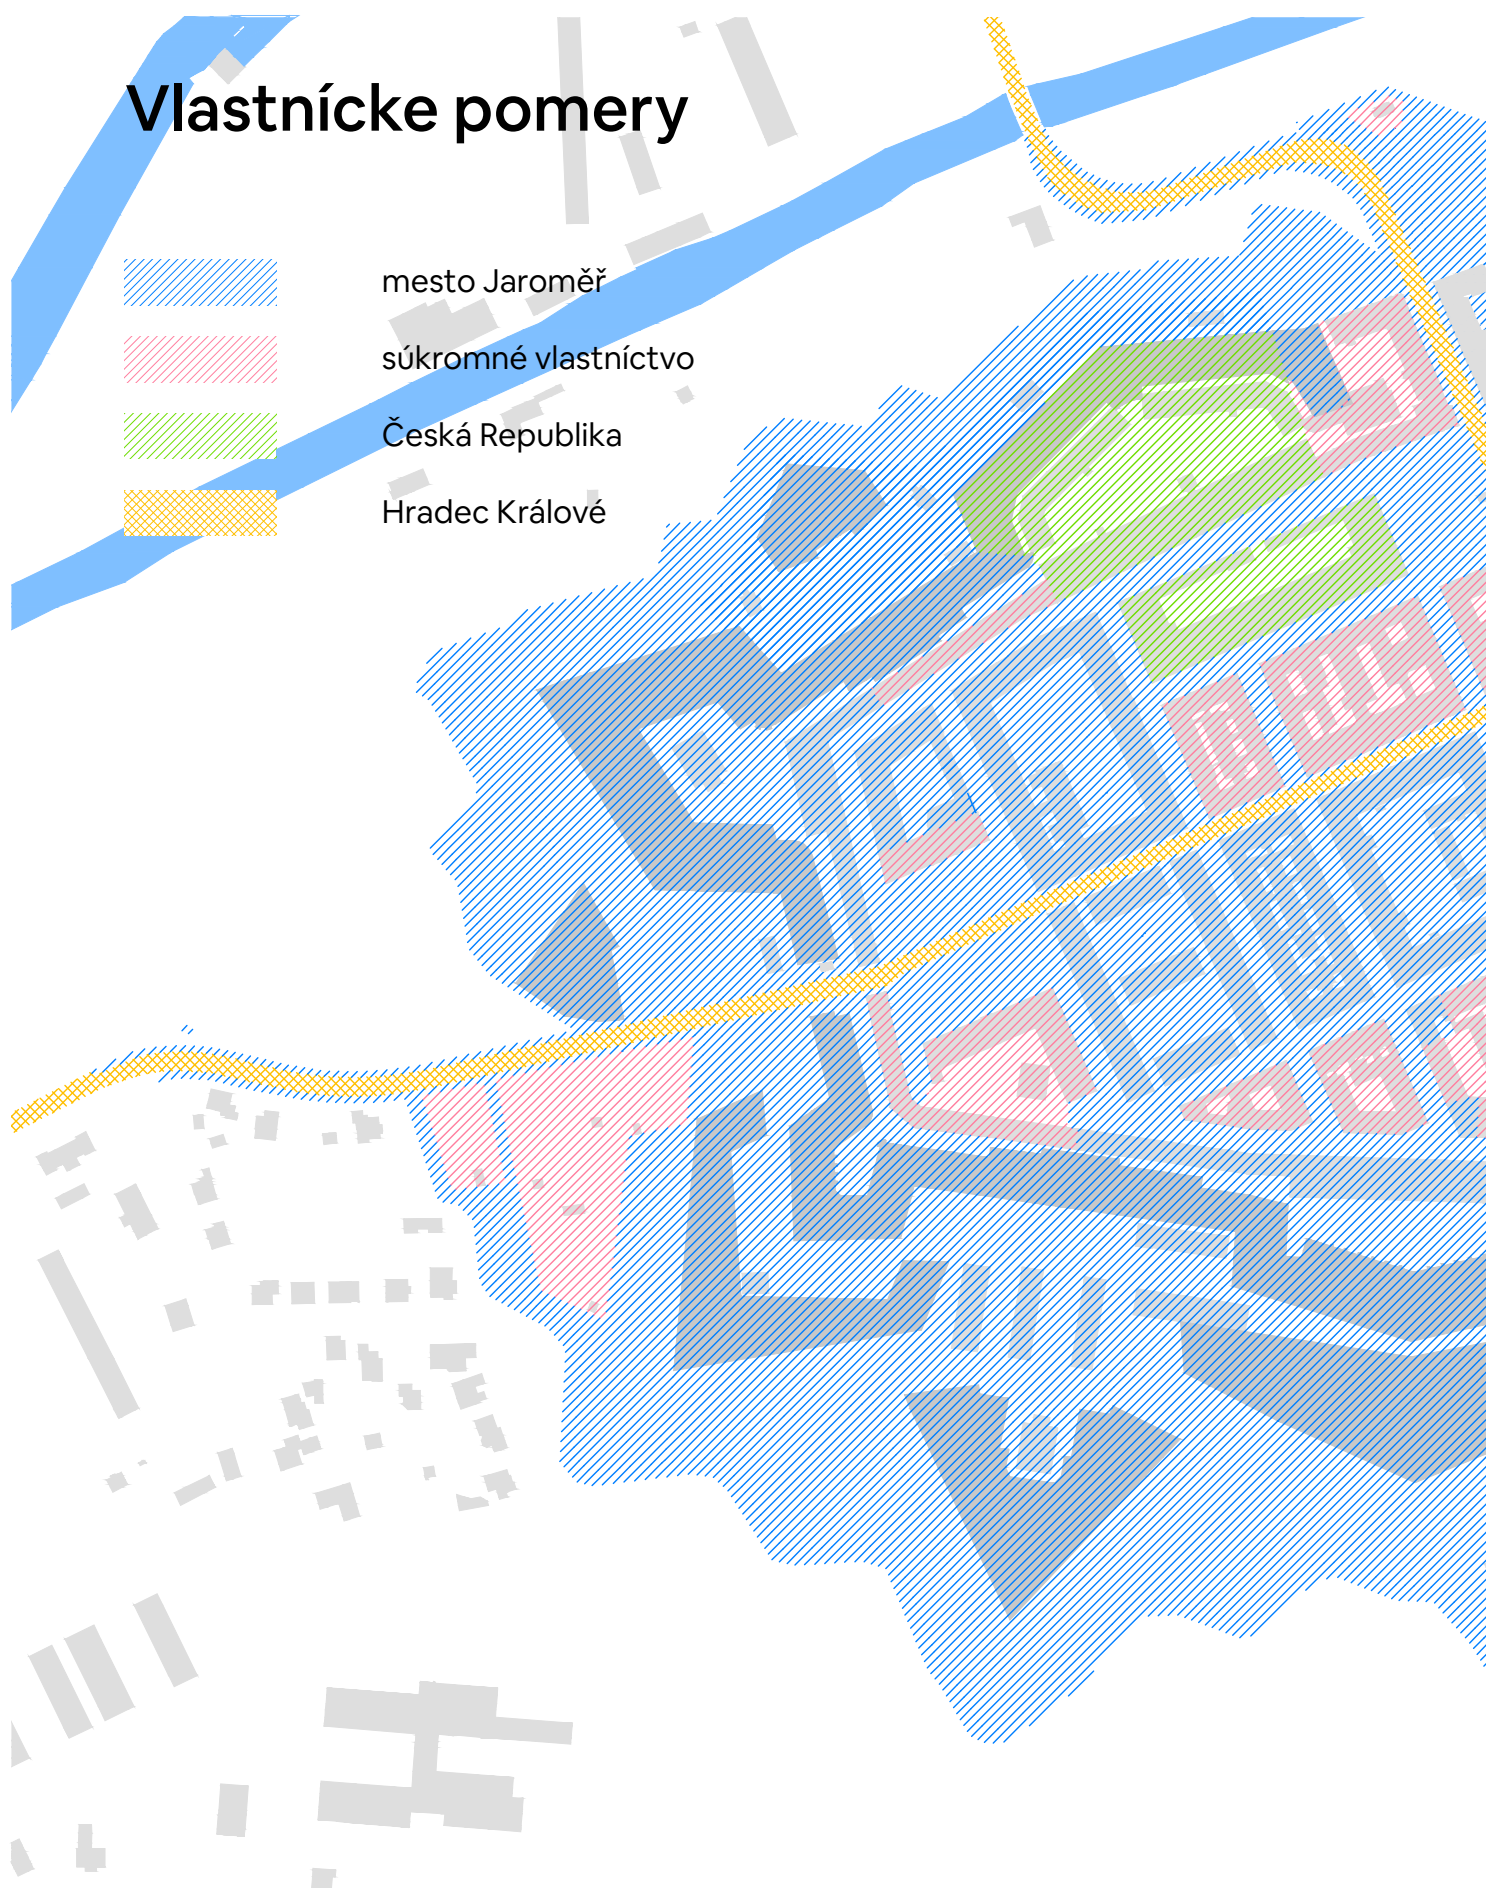 Vlastnícke pomery
mesto Jaroměř
súkromné vlastníctvo
Česká Republika
Hradec Králové